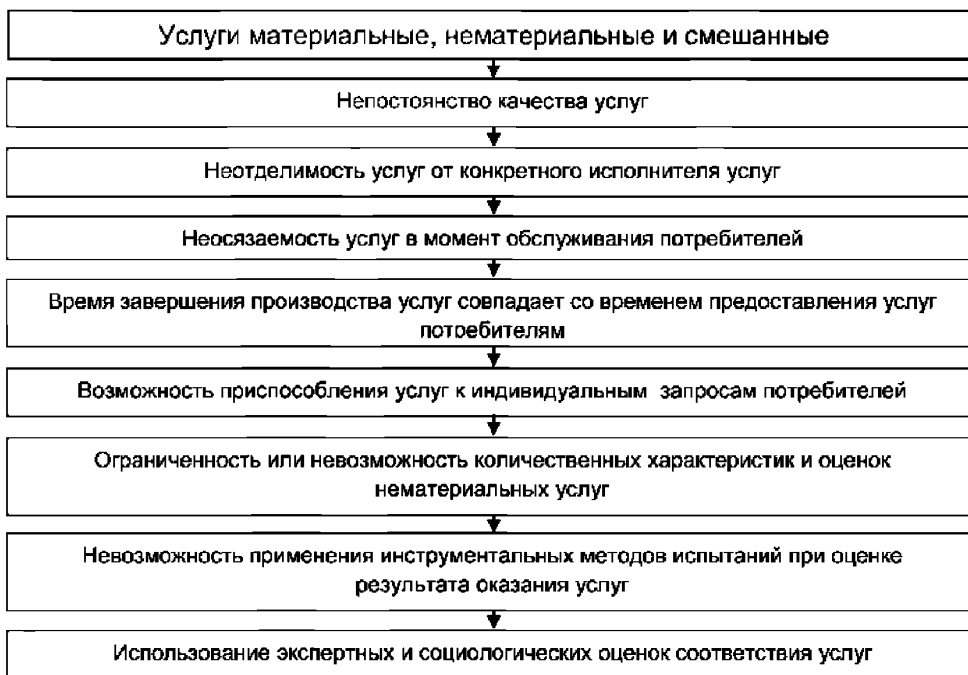 Услуги материальные, нематериальные и смешанные
Непостоянство качества услуг
Неотделимость услуг от конкретного исполнителя услуг
Неосязаемость услуг в момент обслуживания потребителей
Время завершения производства услуг совпадает со временем предоставления услуг
потребителям
Возможность приспособления услуг к индивидуальным запросам потребителей
Ограниченность или невозможность количественных характеристик и оценок
нематериальных услуг
Невозможность применения инструментальных методов испытаний при оценке
результата оказания услуг
Использование экспертных и социологических оценок соответствия услуг